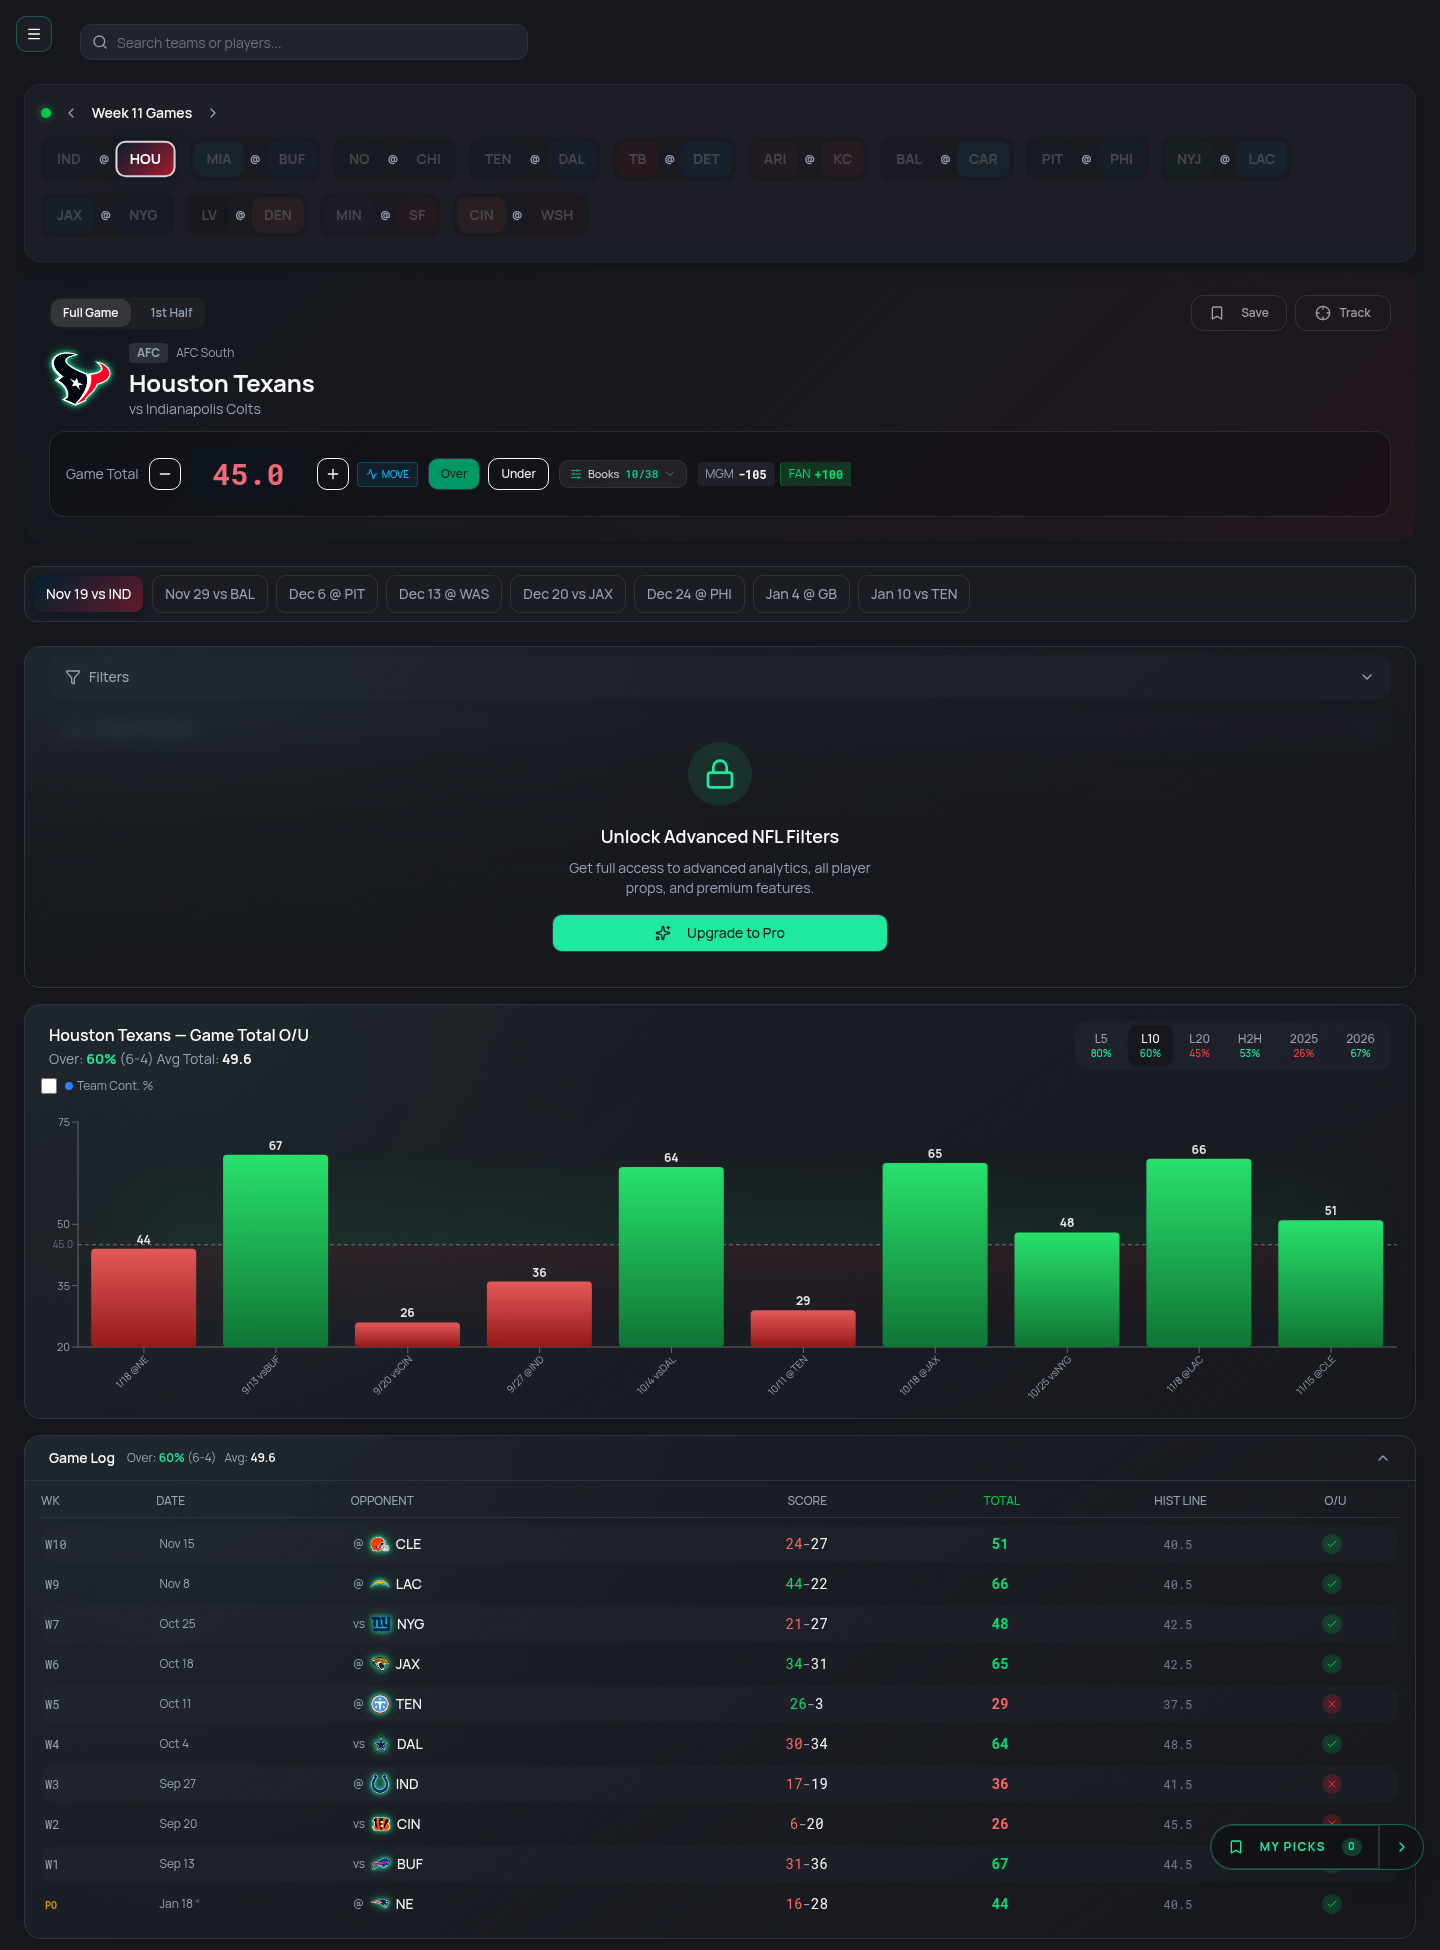 Search teams or players...
Week 11 Games
IND @ HOU MIA @ BUF NO @ CHI TEN @ DAL TB @ DET ARI @ KC BAL @ CAR PIT @ PHI NYJ @ LAC
JAX @ NYG LV @ DEN MIN @ SF CIN @ WSH
Full Game 1st Half Save Track
AFC AFC South
Houston Texans
vs Indianapolis Colts
Game Total − 45.0 + MOVE Over Under Books 10/38 MGM -105 FAN +100
Nov 19 vs IND Nov 29 vs BAL Dec 6 @ PIT Dec 13 @ WAS Dec 20 vs JAX Dec 24 @ PHI Jan 4 @ GB Jan 10 vs TEN
Filters
Unlock Advanced NFL Filters
Get full access to advanced analytics, all player
props, and premium features.
Upgrade to Pro
Houston Texans — Game Total O/U
Over: 60% (6-4) Avg Total: 49.6
L5 L10 L20 H2H 2025 2026
80% 60% 45% 53% 26% 67%
Team Cont. %
75
67
66
65
64
51
50
48
45.0
44
36
35
29
26
20
1/18 @NE 9/13 vsBUF 9/20 vsCIN 9/27 @IND 10/4 vsDAL 10/11 @TEN 10/18 @JAX 10/25 vsNYG 11/8 @LAC 11/15 @CLE
Game Log Over: 60% (6-4) Avg: 49.6
WK DATE OPPONENT SCORE TOTAL HIST LINE O/U
W10 Nov 15 @ CLE 24-27 51 40.5
W9 Nov 8 @ LAC 44-22 66 40.5
W7 Oct 25 vs NYG 21-27 48 42.5
W6 Oct 18 @ JAX 34-31 65 42.5
W5 Oct 11 @ TEN 26-3 29 37.5
W4 Oct 4 vs DAL 30-34 64 48.5
W3 Sep 27 @ IND 17-19 36 41.5
W2 Sep 20 vs CIN 6-20 26 45.5
MY PICKS 0
W1 Sep 13 vs BUF 31-36 67 44.5
PO Jan 18 * @ NE 16-28 44 40.5